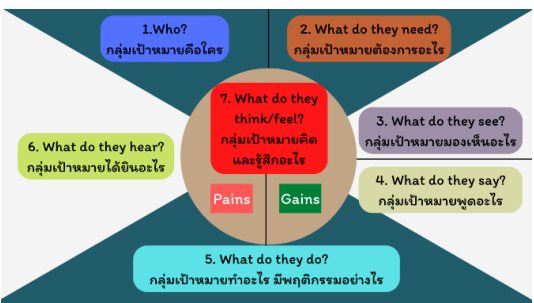 1.Who?
กลุ่มเป้าหมายคือใคร
2. What do they need?
กลุ่มเป้าหมายต้องการอะไร
3. What do they see?
กลุ่มเป้าหมายมองเห็นอะไร
4. What do they say?
กลุ่มเป้าหมายพูดอะไร
5. What do they do?
กลุ่มเป้าหมายทำอะไร มีพฤติกรรมอย่างไร
6. What do they hear?
กลุ่มเป้าหมายได้ยินอะไร
7. What do they
think/feel?
กลุ่มเป้าหมายคิด
และรู้สึกอะไร
Pains
Gains